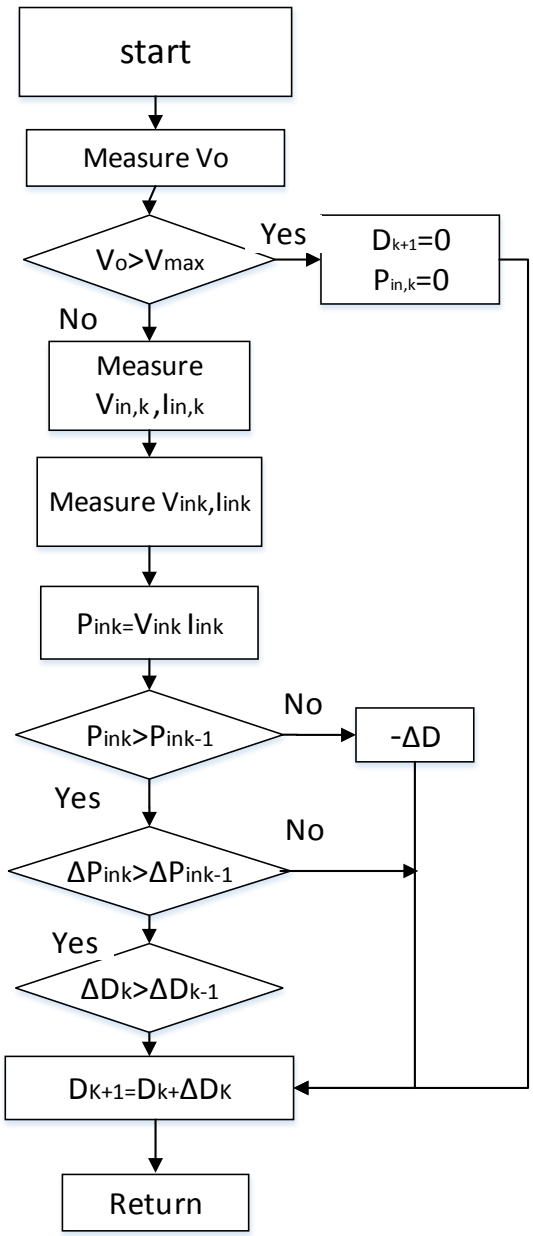 start
Measure Vo
Vo>Vmax
Yes
Dk+1=0
Pin,k=0
No
Measure
Vin,k,Iin,k
Measure Vink,Iink
Pink=Vink Iink
Pink>Pink-1
No
-ΔD
Yes
No
ΔPink>ΔPink-1
Yes
ΔDk>ΔDk-1
DK+1=Dk+ΔDK
Return